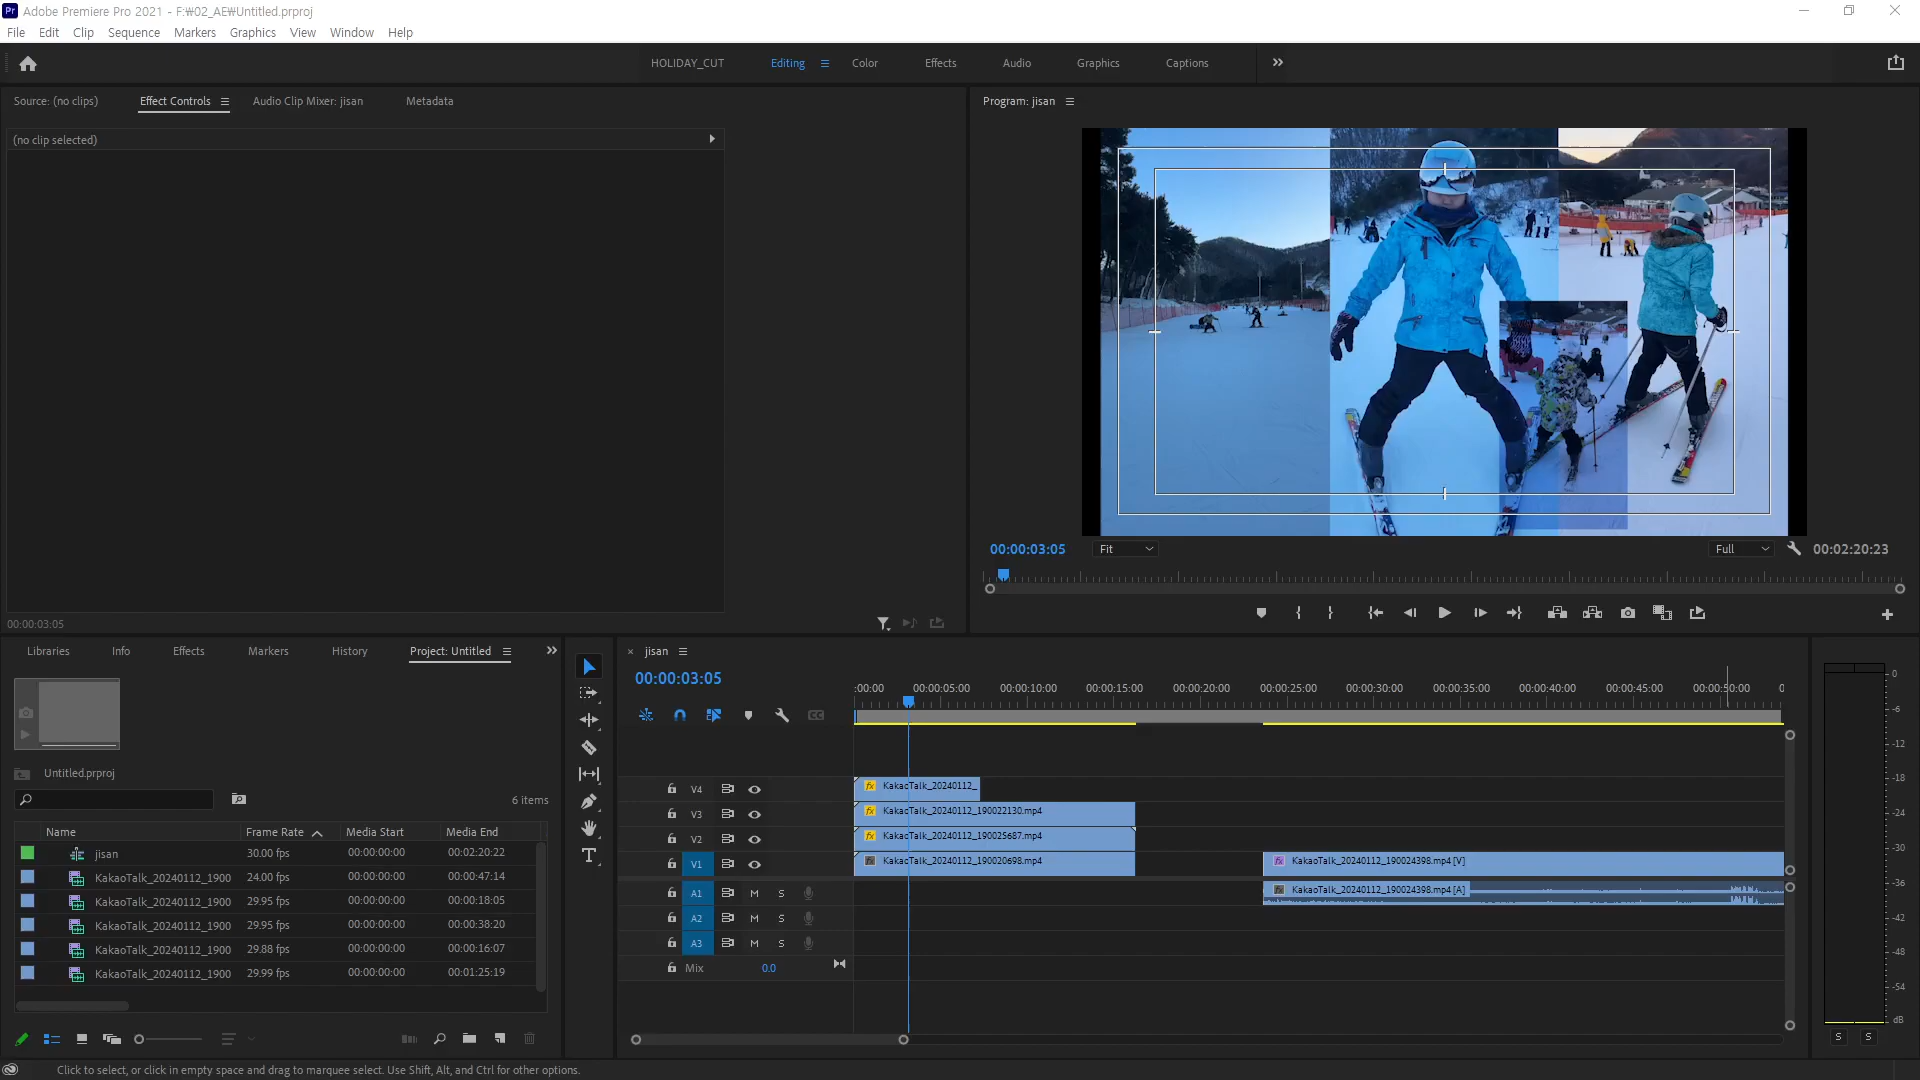 Adobe Premiere Pro 2021 - F:₩02_AE₩Untitled.prproj
File Edit Clip Sequence Markers Graphics View Window Help
HOLIDAY_CUT Editing Color Effects Audio Graphics Captions
Source: (no clips) Effect Controls Audio Clip Mixer: jisan Metadata
(no clip selected)
00:00:03:05
Program: jisan
00:00:03:05 Fit Full 00:02:20:23
Libraries Info Effects Markers History Project: Untitled
Untitled.prproj
6 items
Name Frame Rate Media Start Media End
jisan 30.00 fps 00:00:00:00 00:02:20:22
KakaoTalk_20240112_1900 24.00 fps 00:00:00:00 00:00:47:14
KakaoTalk_20240112_1900 29.95 fps 00:00:00:00 00:00:18:05
KakaoTalk_20240112_1900 29.95 fps 00:00:00:00 00:00:38:20
KakaoTalk_20240112_1900 29.88 fps 00:00:00:00 00:00:16:07
KakaoTalk_20240112_1900 29.99 fps 00:00:00:00 00:01:25:19
jisan
00:00:03:05
:00:00 00:00:05:00 00:00:10:00 00:00:15:00 00:00:20:00 00:00:25:00 00:00:30:00 00:00:35:00 00:00:40:00 00:00:45:00 00:00:50:00 0
V4 fx KakaoTalk_20240112_
V3 fx KakaoTalk_20240112_190022130.mp4
V2 fx KakaoTalk_20240112_190025687.mp4
V1 fx KakaoTalk_20240112_190020698.mp4 fx KakaoTalk_20240112_190024398.mp4 [V]
A1 M S fx KakaoTalk_20240112_190024398.mp4 [A]
A2 M S
A3 M S
Mix 0.0
0
-6
-12
-18
-24
-30
-36
-42
-48
-54
dB
S S
Click to select, or click in empty space and drag to marquee select. Use Shift, Alt, and Ctrl for other options.